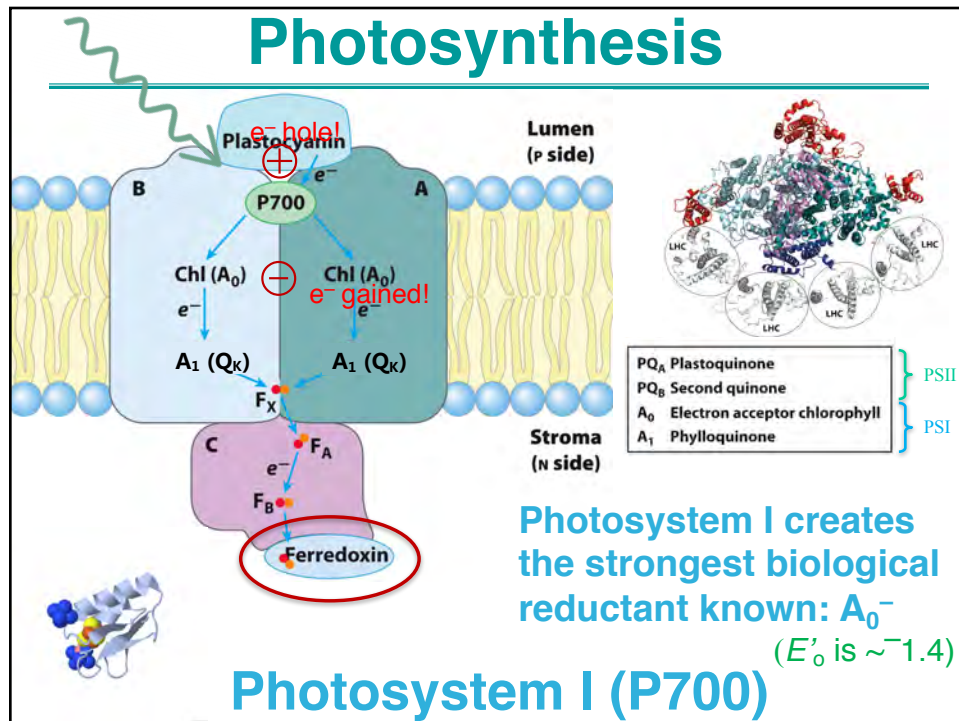 Photosynthesis
e⁻ hole!
Plastocyanin
e⁻
Lumen
(P side)
B
A
P700
Chl (A₀)
Chl (A₀)
e⁻ gained!
e⁻
e⁻
A₁ (Qₖ)
A₁ (Qₖ)
Fₓ
C
F_A
e⁻
F_B
Ferredoxin
Stroma
(N side)
LHC
LHC
LHC
LHC
PQ_A Plastoquinone
PQ_B Second quinone
A₀ Electron acceptor chlorophyll
A₁ Phylloquinone
PSII
PSI
Photosystem I creates
the strongest biological
reductant known: A₀⁻
(E'₀ is ~⁻1.4)
Photosystem I (P700)